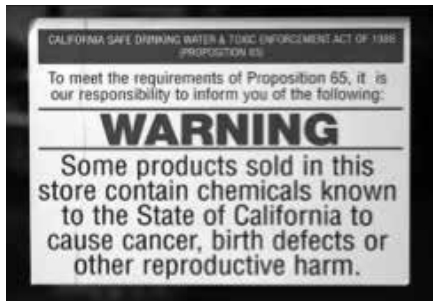 CALIFORNIA SAFE DRINKING WATER & TOXIC ENFORCEMENT ACT OF 1986
(PROPOSITION 65)
To meet the requirements of Proposition 65, it is
our responsibility to inform you of the following:
WARNING
Some products sold in this
store contain chemicals known
to the State of California to
cause cancer, birth defects or
other reproductive harm.